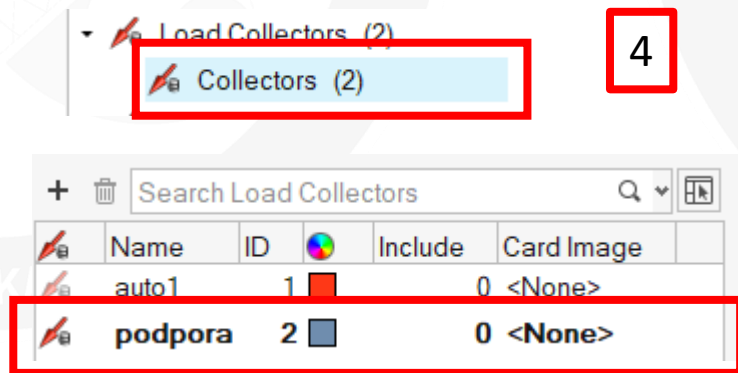 Load Collectors (2)
4
Collectors (2)
Search Load Collectors
Name ID Include Card Image
auto1 1 0 <None>
podpora 2 0 <None>